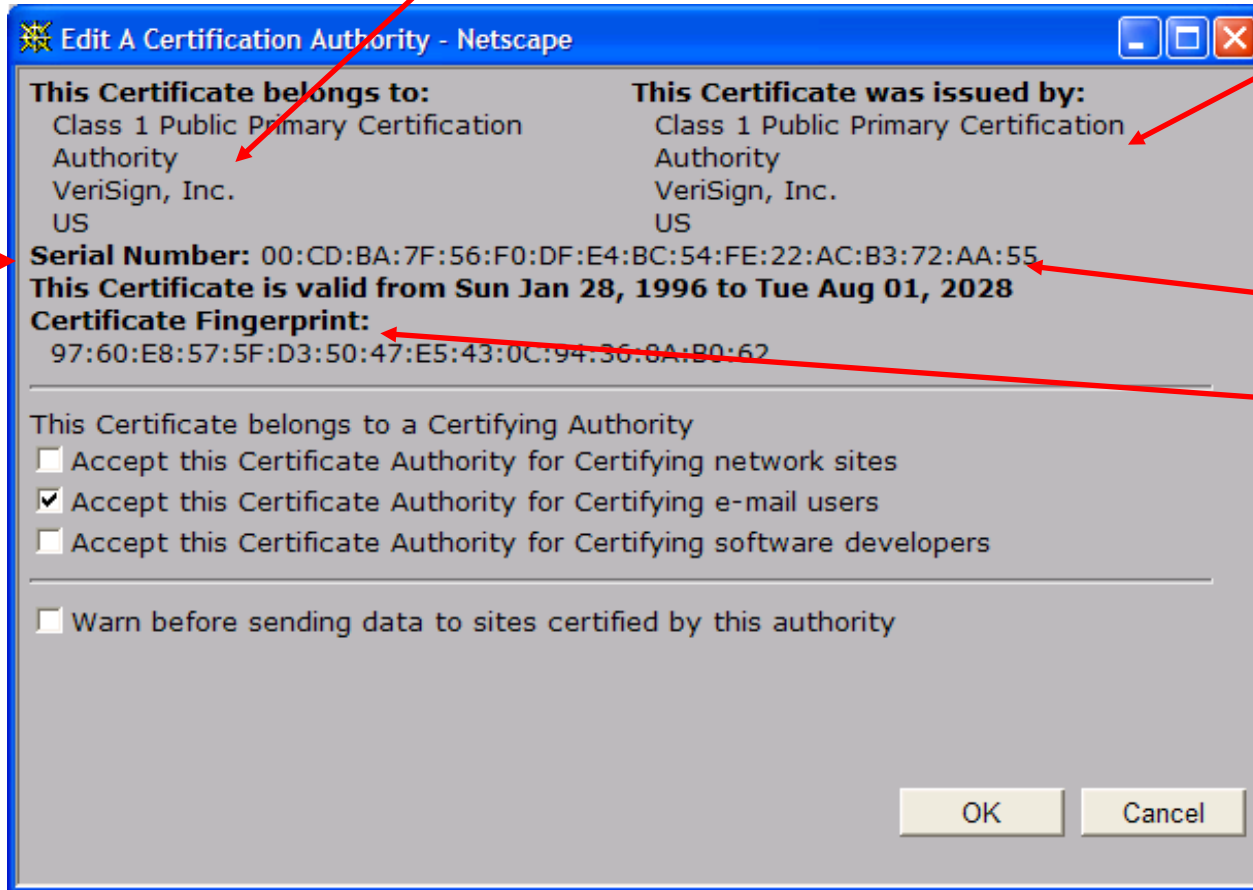 Edit A Certification Authority - Netscape
This Certificate belongs to:
Class 1 Public Primary Certification
Authority
VeriSign, Inc.
US
This Certificate was issued by:
Class 1 Public Primary Certification
Authority
VeriSign, Inc.
US
Serial Number: 00:CD:BA:7F:56:F0:DF:E4:BC:54:FE:22:AC:B3:72:AA:55
This Certificate is valid from Sun Jan 28, 1996 to Tue Aug 01, 2028
Certificate Fingerprint:
97:60:E8:57:5F:D3:50:47:E5:43:0C:94:36:8A:B0:62
This Certificate belongs to a Certifying Authority
Accept this Certificate Authority for Certifying network sites
Accept this Certificate Authority for Certifying e-mail users
Accept this Certificate Authority for Certifying software developers
Warn before sending data to sites certified by this authority
OK
Cancel